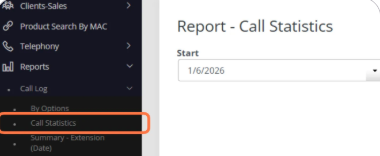 Clients-Sales
Product Search By MAC
Telephony
Reports
Call Log
By Options
Call Statistics
Summary - Extension
(Date)
Report - Call Statistics
Start
1/6/2026